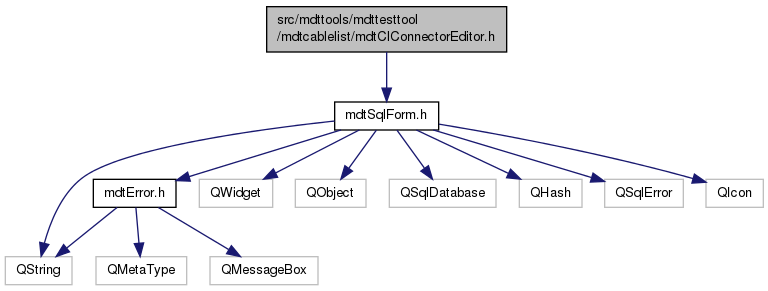 src/mdttools/mdttesttool
/mdtcablelist/mdtClConnectorEditor.h
mdtSqlForm.h
mdtError.h
QWidget
QObject
QSqlDatabase
QHash
QSqlError
QIcon
QString
QMetaType
QMessageBox